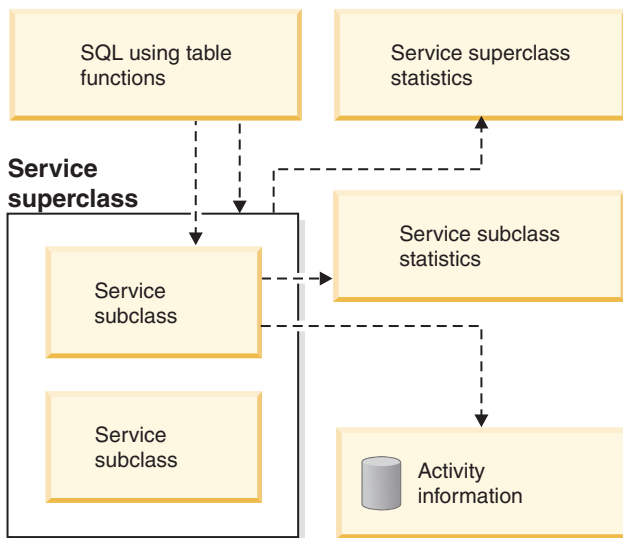 SQL using table
functions
Service superclass
statistics
Service
superclass
Service subclass
statistics
Service
subclass
Service
subclass
Activity
information